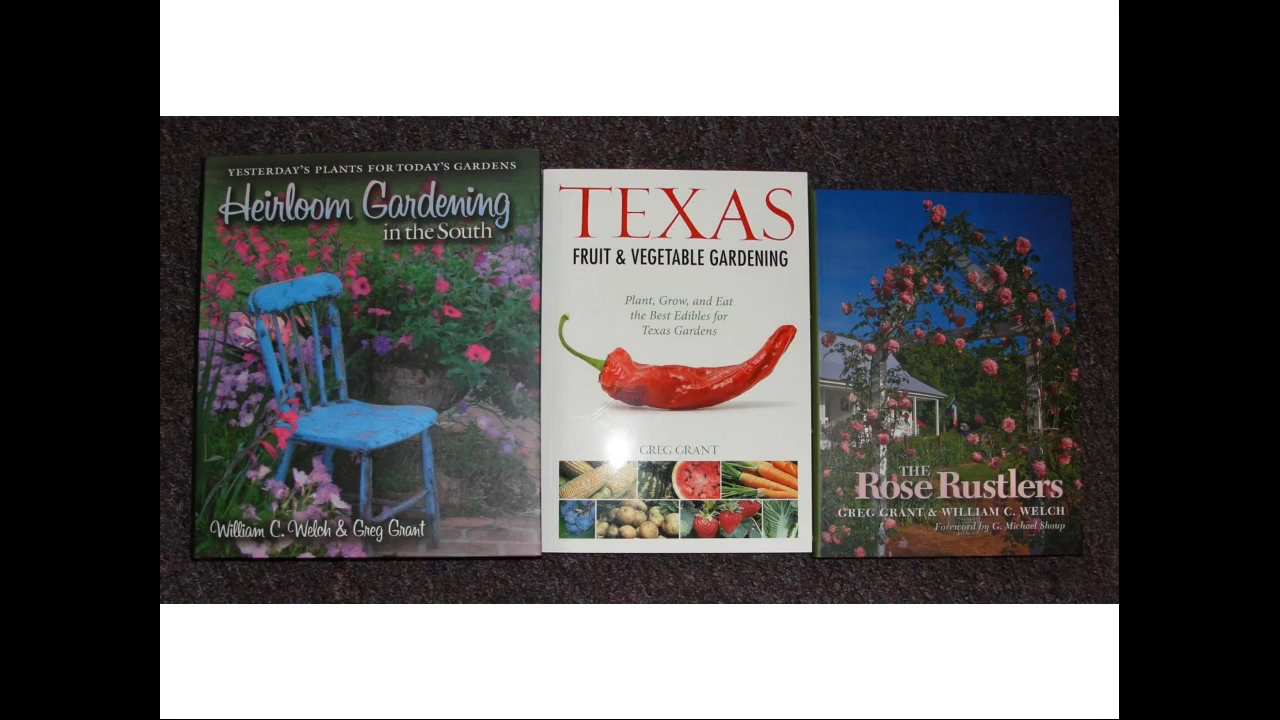 YESTERDAY'S PLANTS FOR TODAY'S GARDENS
Heirloom Gardening
in the South
William C. Welch & Greg Grant
TEXAS
FRUIT & VEGETABLE GARDENING
Plant, Grow, and Eat
the Best Edibles for
Texas Gardens
GREG GRANT
THE
Rose Rustlers
GREG GRANT & WILLIAM C. WELCH
Foreword by G. Michael Shoup